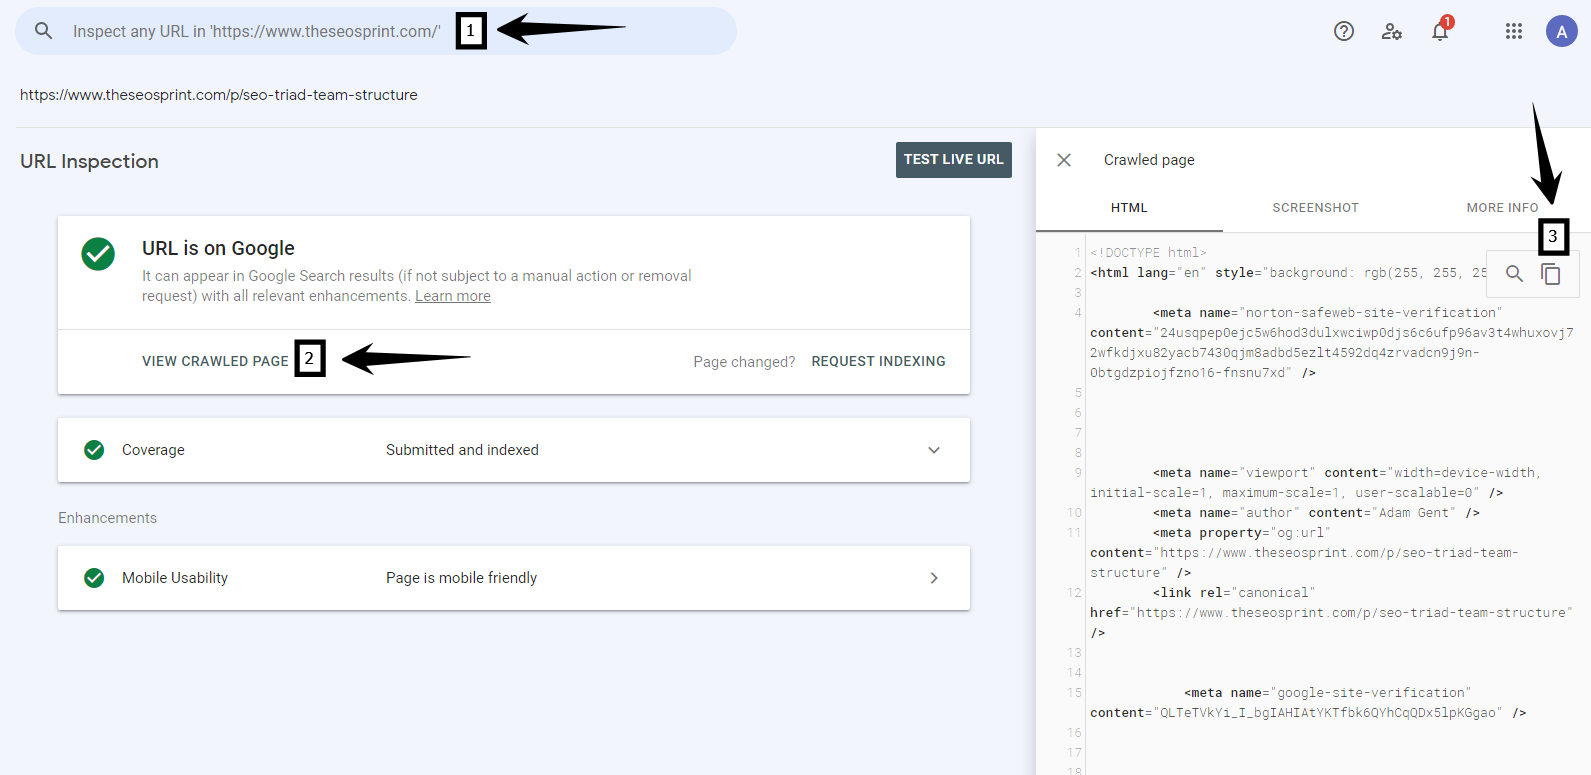 Inspect any URL in 'https://www.theseosprint.com/'
1
1
A
https://www.theseosprint.com/p/seo-triad-team-structure
URL Inspection
TEST LIVE URL
URL is on Google
It can appear in Google Search results (if not subject to a manual action or removal
request) with all relevant enhancements. Learn more
VIEW CRAWLED PAGE
2
Page changed?
REQUEST INDEXING
Coverage
Submitted and indexed
Enhancements
Mobile Usability
Page is mobile friendly
Crawled page
HTML
SCREENSHOT
MORE INFO
3
1 <!DOCTYPE html>
2 <html lang="en" style="background: rgb(255, 255, 25
3
4 <meta name="norton-safeweb-site-verification"
content="24usqpep0ejc5w6hod3dulxwciwp0djs6c6ufp96av3t4whuxovj7
2wfkdjxu82yacb7430qjm8adbd5ezlt4592dq4zrvadcn9j9n-
0btgdzpiojfzno16-fnsnu7xd" />
5
6
7
8
9 <meta name="viewport" content="width=device-width,
initial-scale=1, maximum-scale=1, user-scalable=0" />
10 <meta name="author" content="Adam Gent" />
11 <meta property="og:url"
content="https://www.theseosprint.com/p/seo-triad-team-
structure" />
12 <link rel="canonical"
href="https://www.theseosprint.com/p/seo-triad-team-structure"
/>
13
14
15 <meta name="google-site-verification"
content="QLTeTVkYi_I_bgIAHIAtYKTfbk6QYhCqQDx5lpKGgao" />
16
17
18